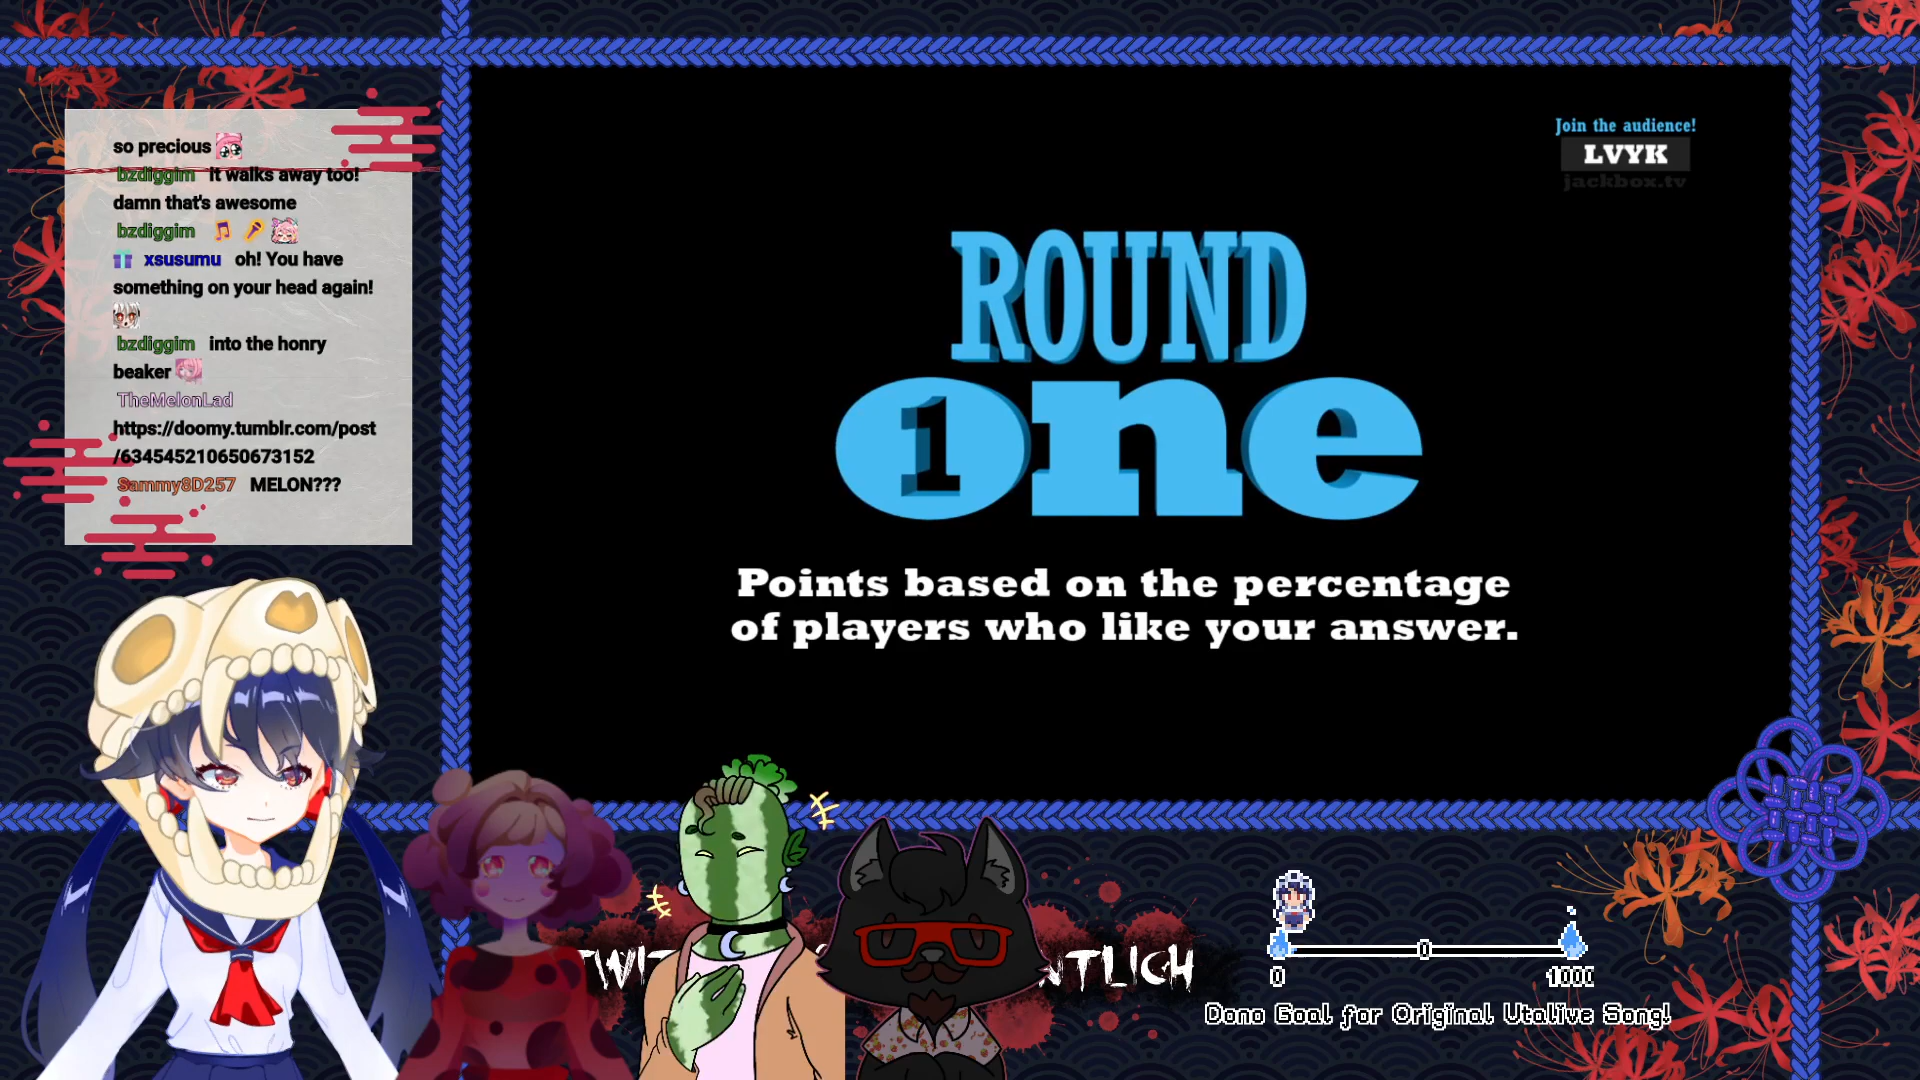 so precious
bzdiggim It walks away too!
damn that's awesome
bzdiggim
xsusumu oh! You have
something on your head again!
bzdiggim into the honry
beaker
TheMelonLad
https://doomy.tumblr.com/post
/634545210650673152
Sammy8D257 MELON???
Join the audience!
LVYK
jackbox.tv
ROUND
1
one
Points based on the percentage
of players who like your answer.
0
0
1000
Dono Goal for Original Utalive Song!